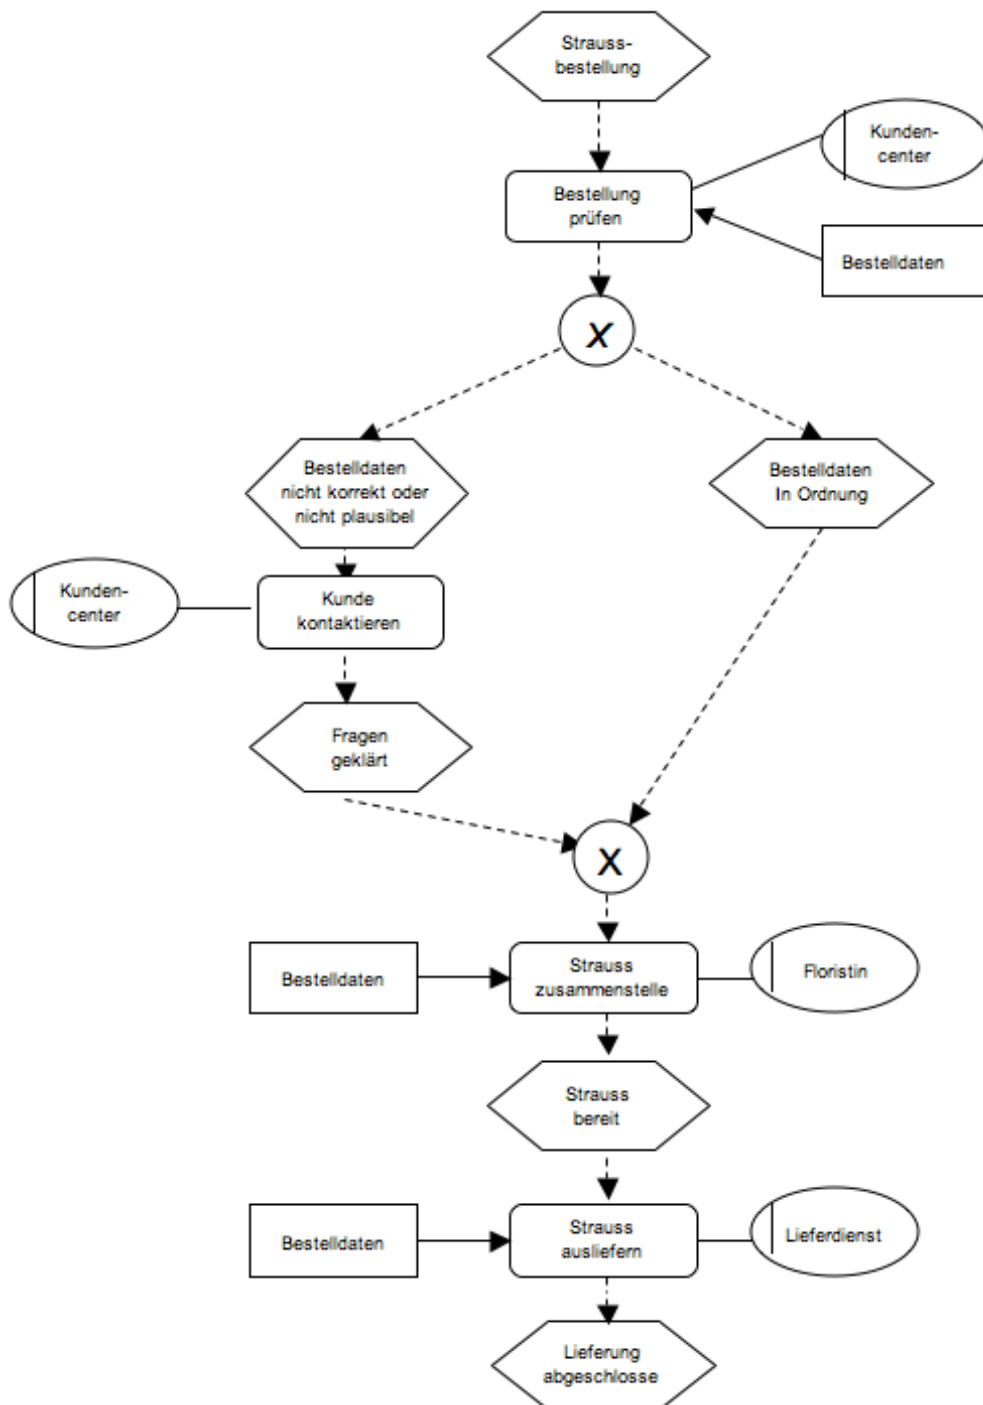 Strauss-
bestellung
Kunden-
center
Bestellung
prüfen
Bestelldaten
x
Bestelldaten
nicht korrekt oder
nicht plausibel
Bestelldaten
In Ordnung
Kunden-
center
Kunde
kontaktieren
Fragen
geklärt
X
Bestelldaten
Strauss
zusammenstelle
Floristin
Strauss
bereit
Bestelldaten
Strauss
ausliefern
Lieferdienst
Lieferung
abgeschlosse